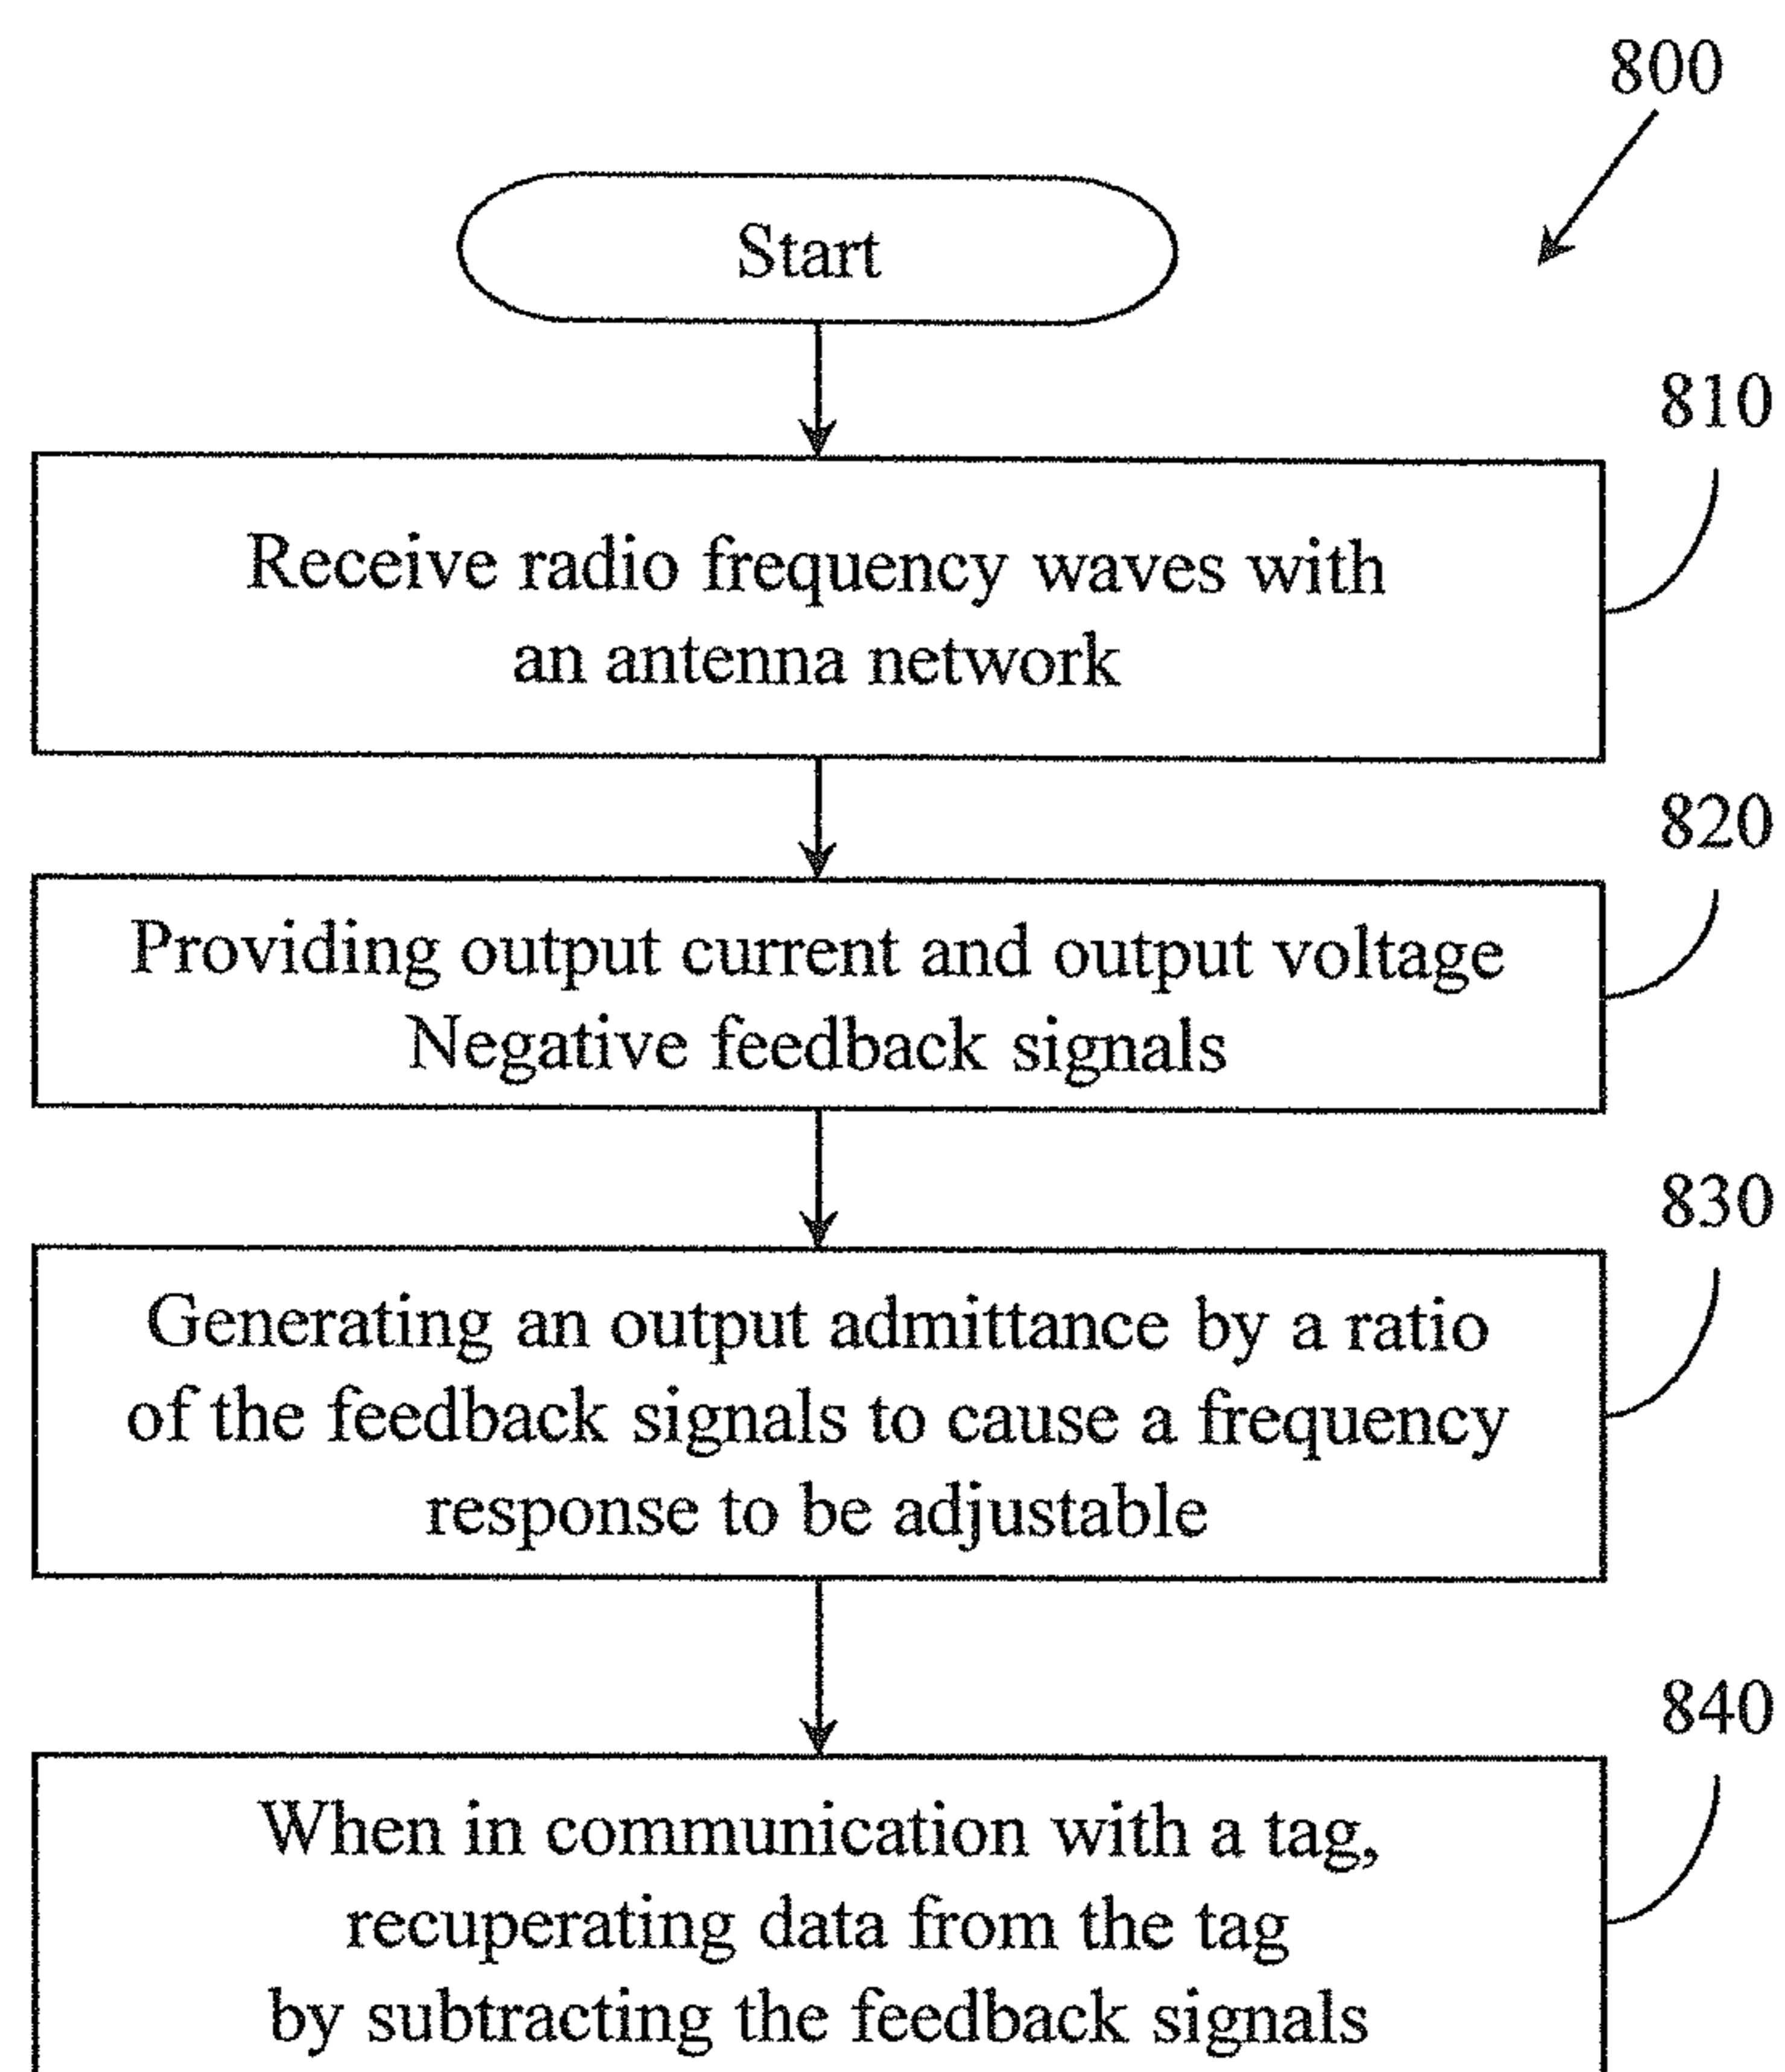 800
Start
810
Receive radio frequency waves with
an antenna network
820
Providing output current and output voltage
Negative feedback signals
830
Generating an output admittance by a ratio
of the feedback signals to cause a frequency
response to be adjustable
840
When in communication with a tag,
recuperating data from the tag
by subtracting the feedback signals